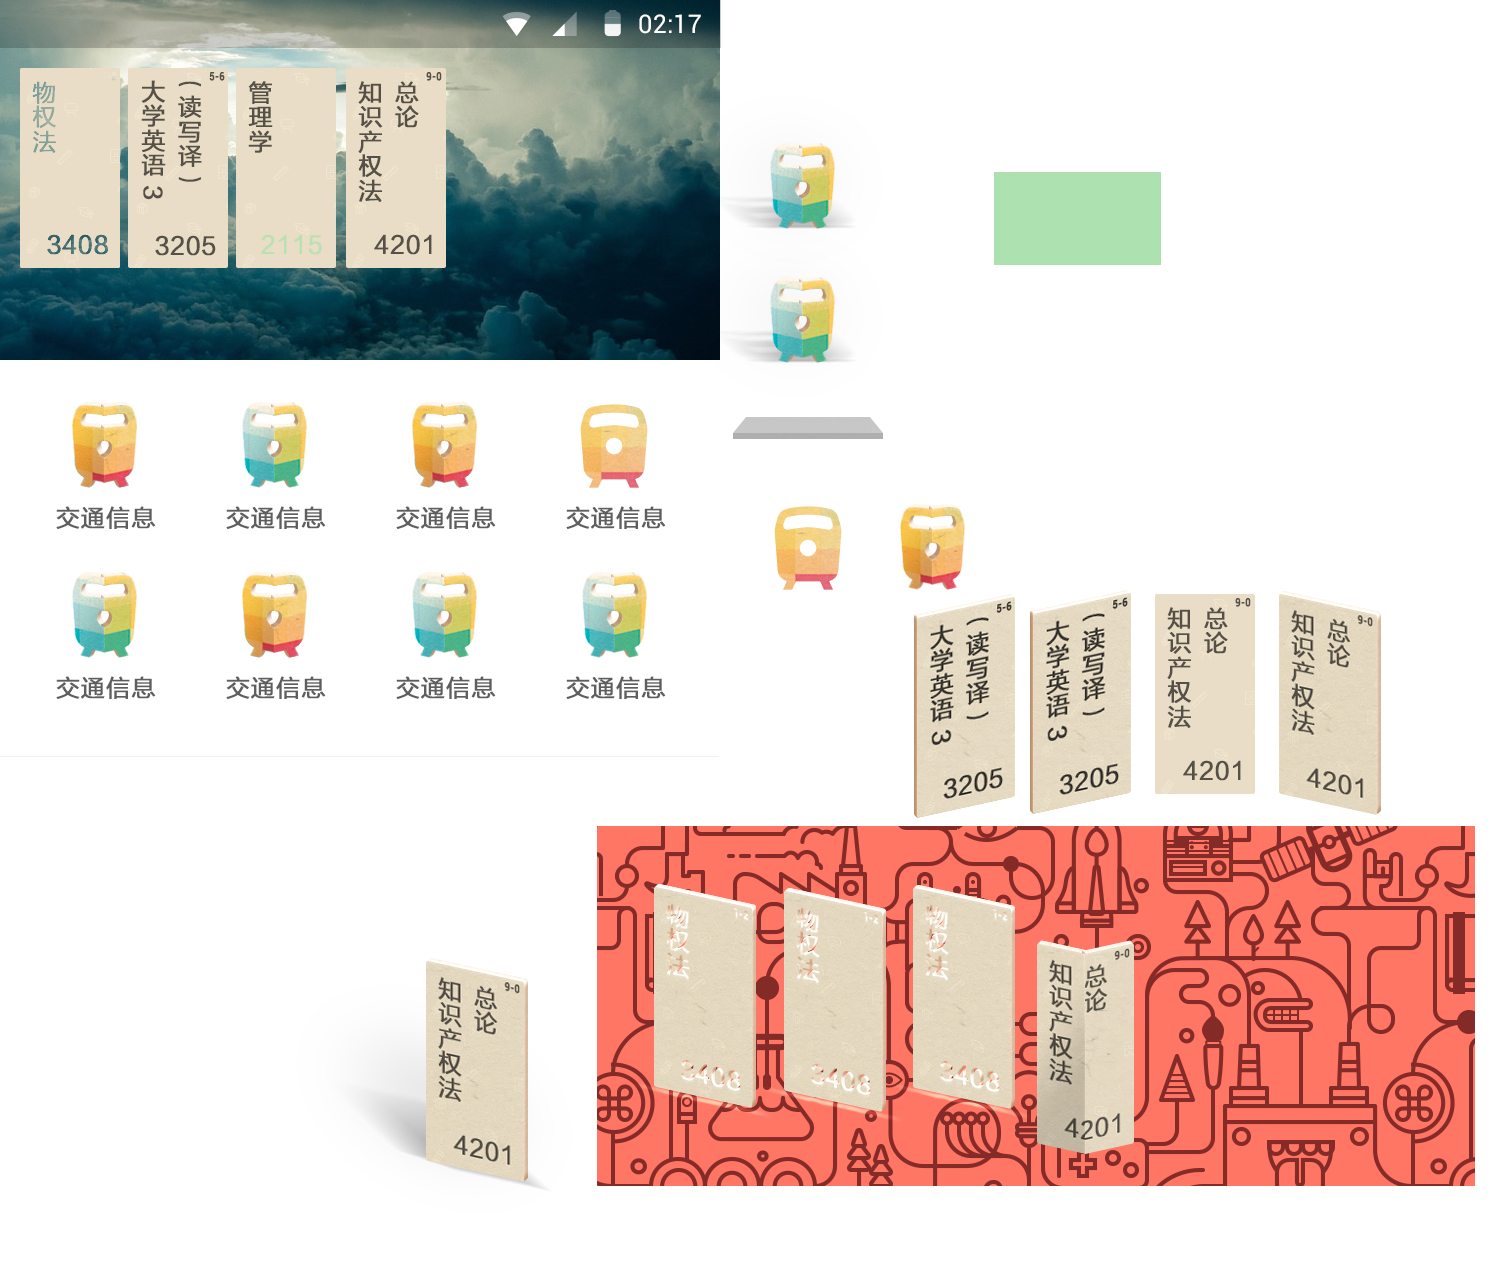 02:17
物权法
3408
5-6
大学英语 3
（读写译）
3205
管理学
2115
9-0
知识产权法
总论
4201
交通信息
交通信息
交通信息
交通信息
交通信息
交通信息
交通信息
交通信息
5-6
大学英语 3
（读写译）
3205
5-6
大学英语 3
（读写译）
3205
9-0
知识产权法
总论
4201
9-0
知识产权法
总论
4201
物权法
3408
物权法
3408
物权法
3408
9-0
知识产权法
总论
4201
9-0
知识产权法
总论
4201